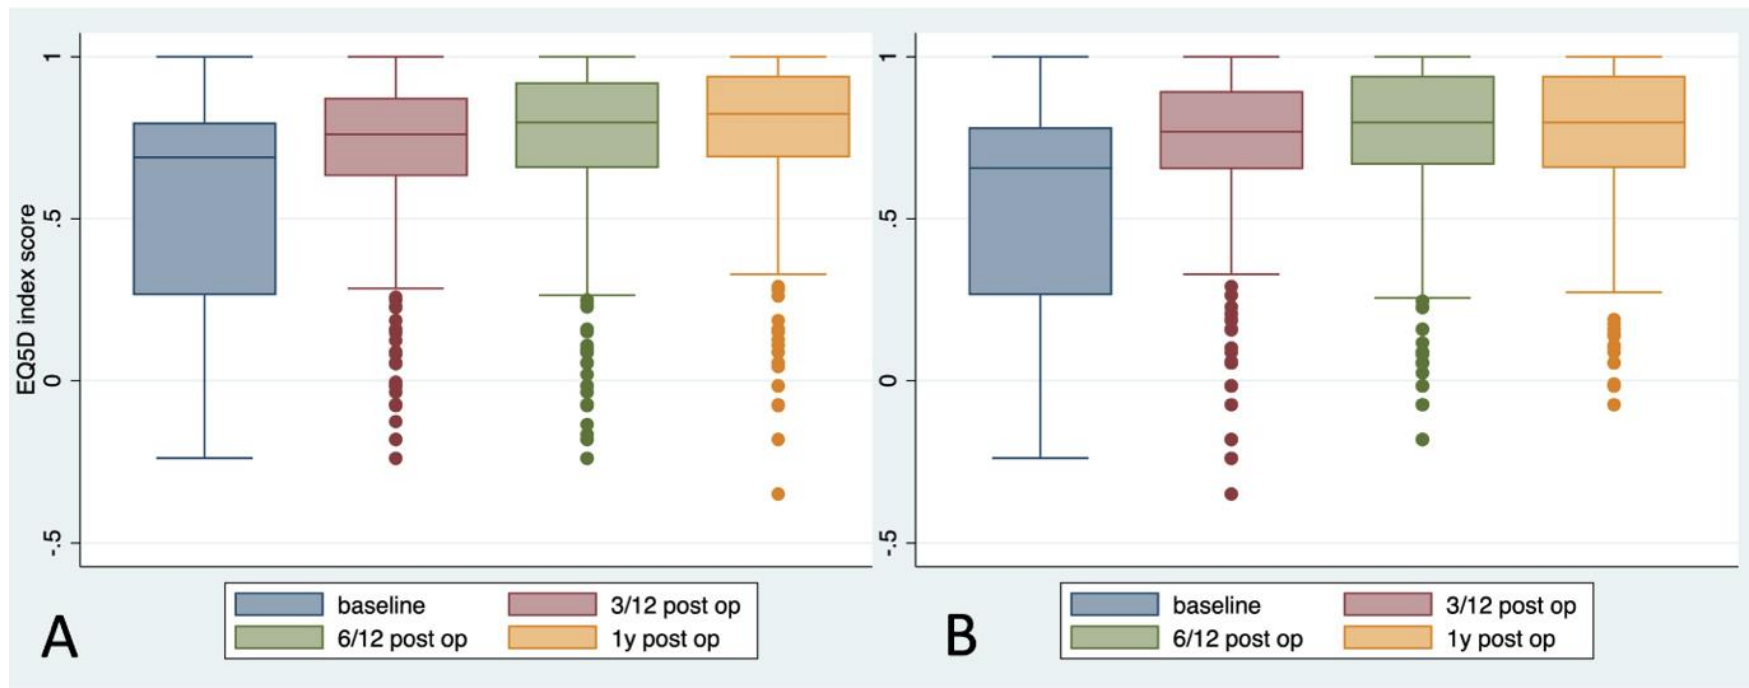 EQ5D index score
1
.5
0
-.5
baseline
3/12 post op
6/12 post op
1y post op
A
1
.5
0
-.5
baseline
3/12 post op
6/12 post op
1y post op
B